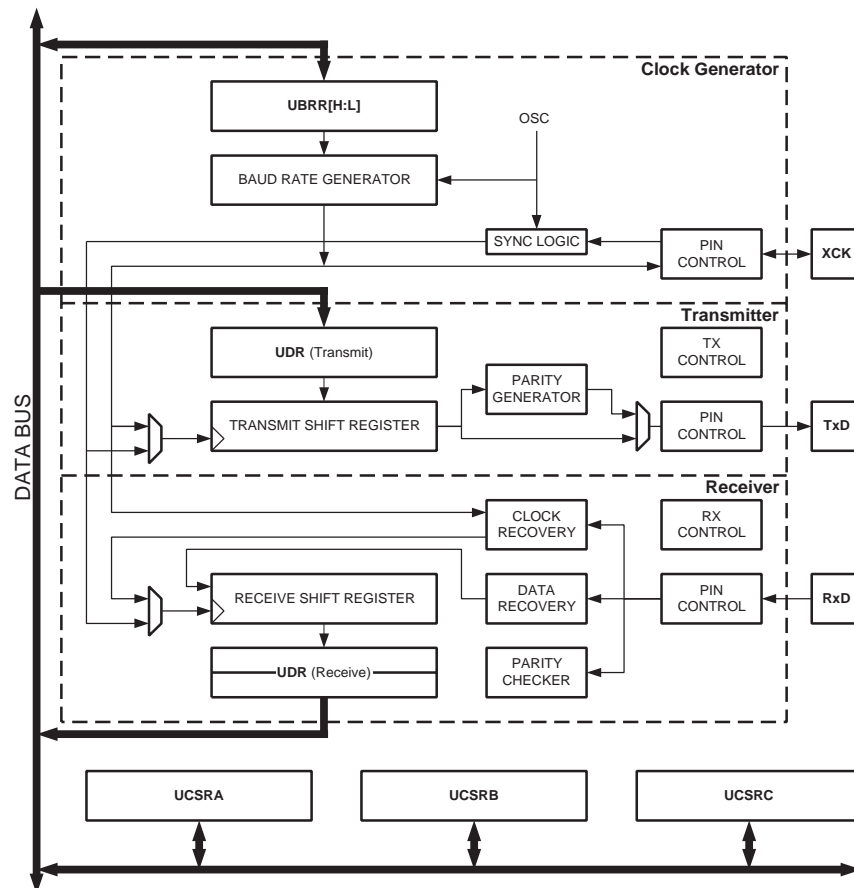 Clock Generator
UBRR[H:L]
OSC
BAUD RATE GENERATOR
SYNC LOGIC
PIN
CONTROL
XCK
DATA BUS
Transmitter
UDR (Transmit)
TX
CONTROL
PARITY
GENERATOR
TRANSMIT SHIFT REGISTER
PIN
CONTROL
TxD
Receiver
CLOCK
RECOVERY
RX
CONTROL
RECEIVE SHIFT REGISTER
DATA
RECOVERY
PIN
CONTROL
RxD
UDR (Receive)
PARITY
CHECKER
UCSRA
UCSRB
UCSRC